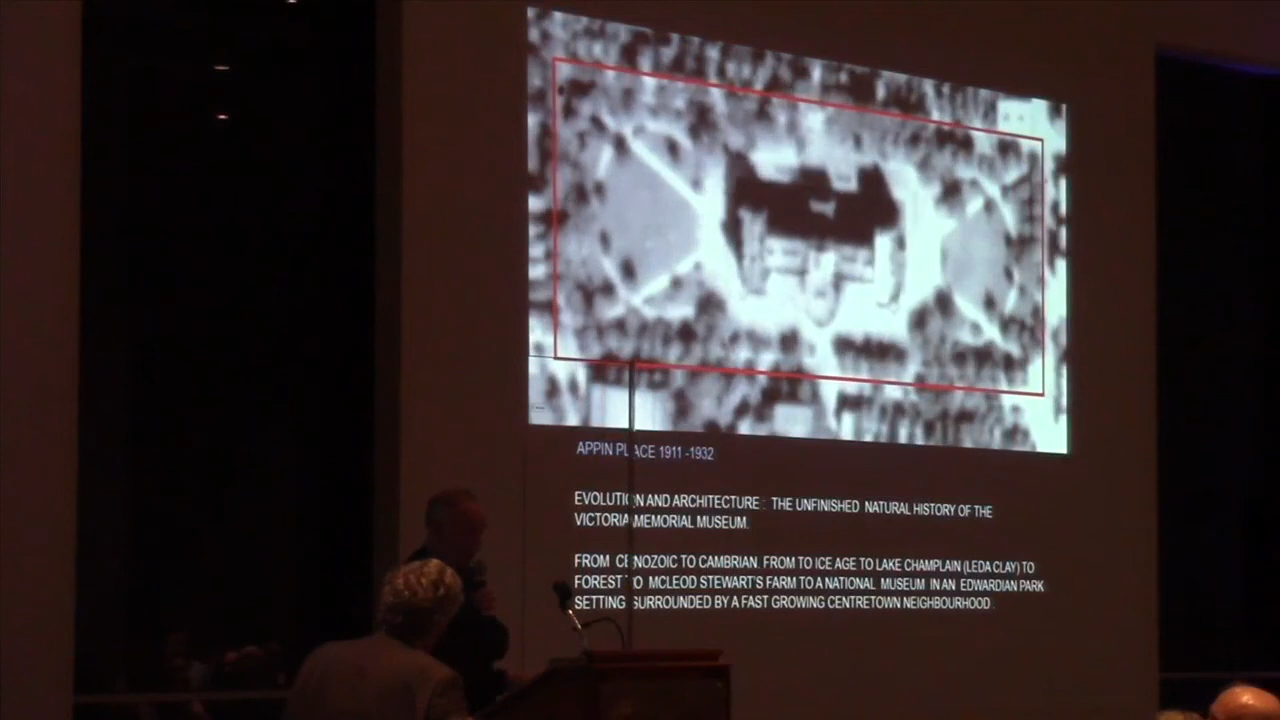 APPIN PLACE 1911 -1932
EVOLUTION AND ARCHITECTURE : THE UNFINISHED NATURAL HISTORY OF THE
VICTORIA MEMORIAL MUSEUM.
FROM CENOZOIC TO CAMBRIAN. FROM TO ICE AGE TO LAKE CHAMPLAIN (LEDA CLAY) TO
FOREST TO MCLEOD STEWART'S FARM TO A NATIONAL MUSEUM IN AN EDWARDIAN PARK
SETTING SURROUNDED BY A FAST GROWING CENTRETOWN NEIGHBOURHOOD.